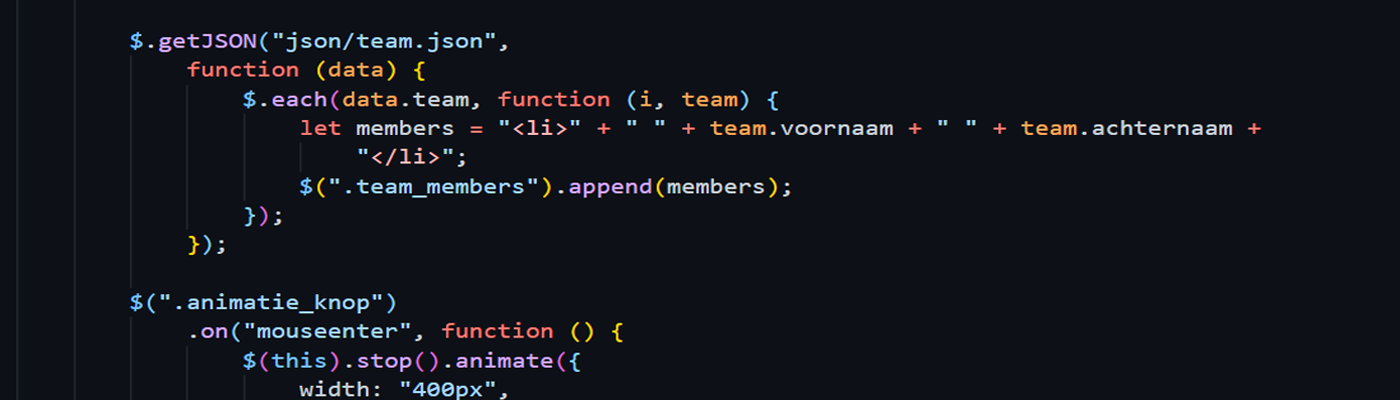 $.getJSON("json/team.json",
function (data) {
$.each(data.team, function (i, team) {
let members = "<li>" + " " + team.voornaam + " " + team.achternaam +
"</li>";
$(".team_members").append(members);
});
});
$(".animatie_knop")
.on("mouseenter", function () {
$(this).stop().animate({
width: "400px",